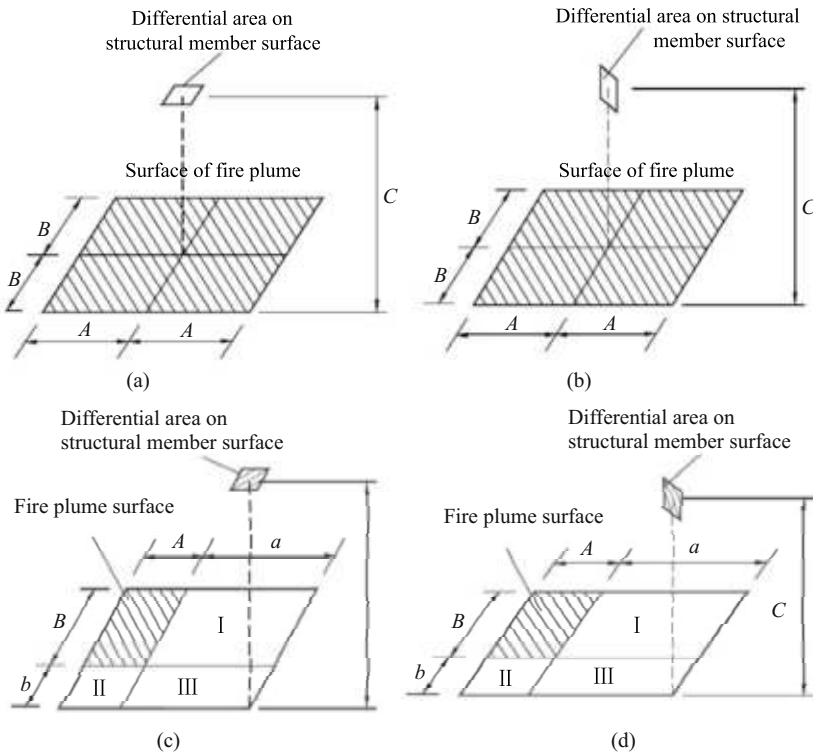 Differential area on
structural member surface
Surface of fire plume
C
B
B
A
A
(a)
Differential area on structural
member surface
Surface of fire plume
C
B
B
A
A
(b)
Differential area on
structural member surface
Fire plume surface
A
a
B
b
I
II
III
(c)
Differential area on
structural member surface
Fire plume surface
A
a
B
b
C
I
II
III
(d)